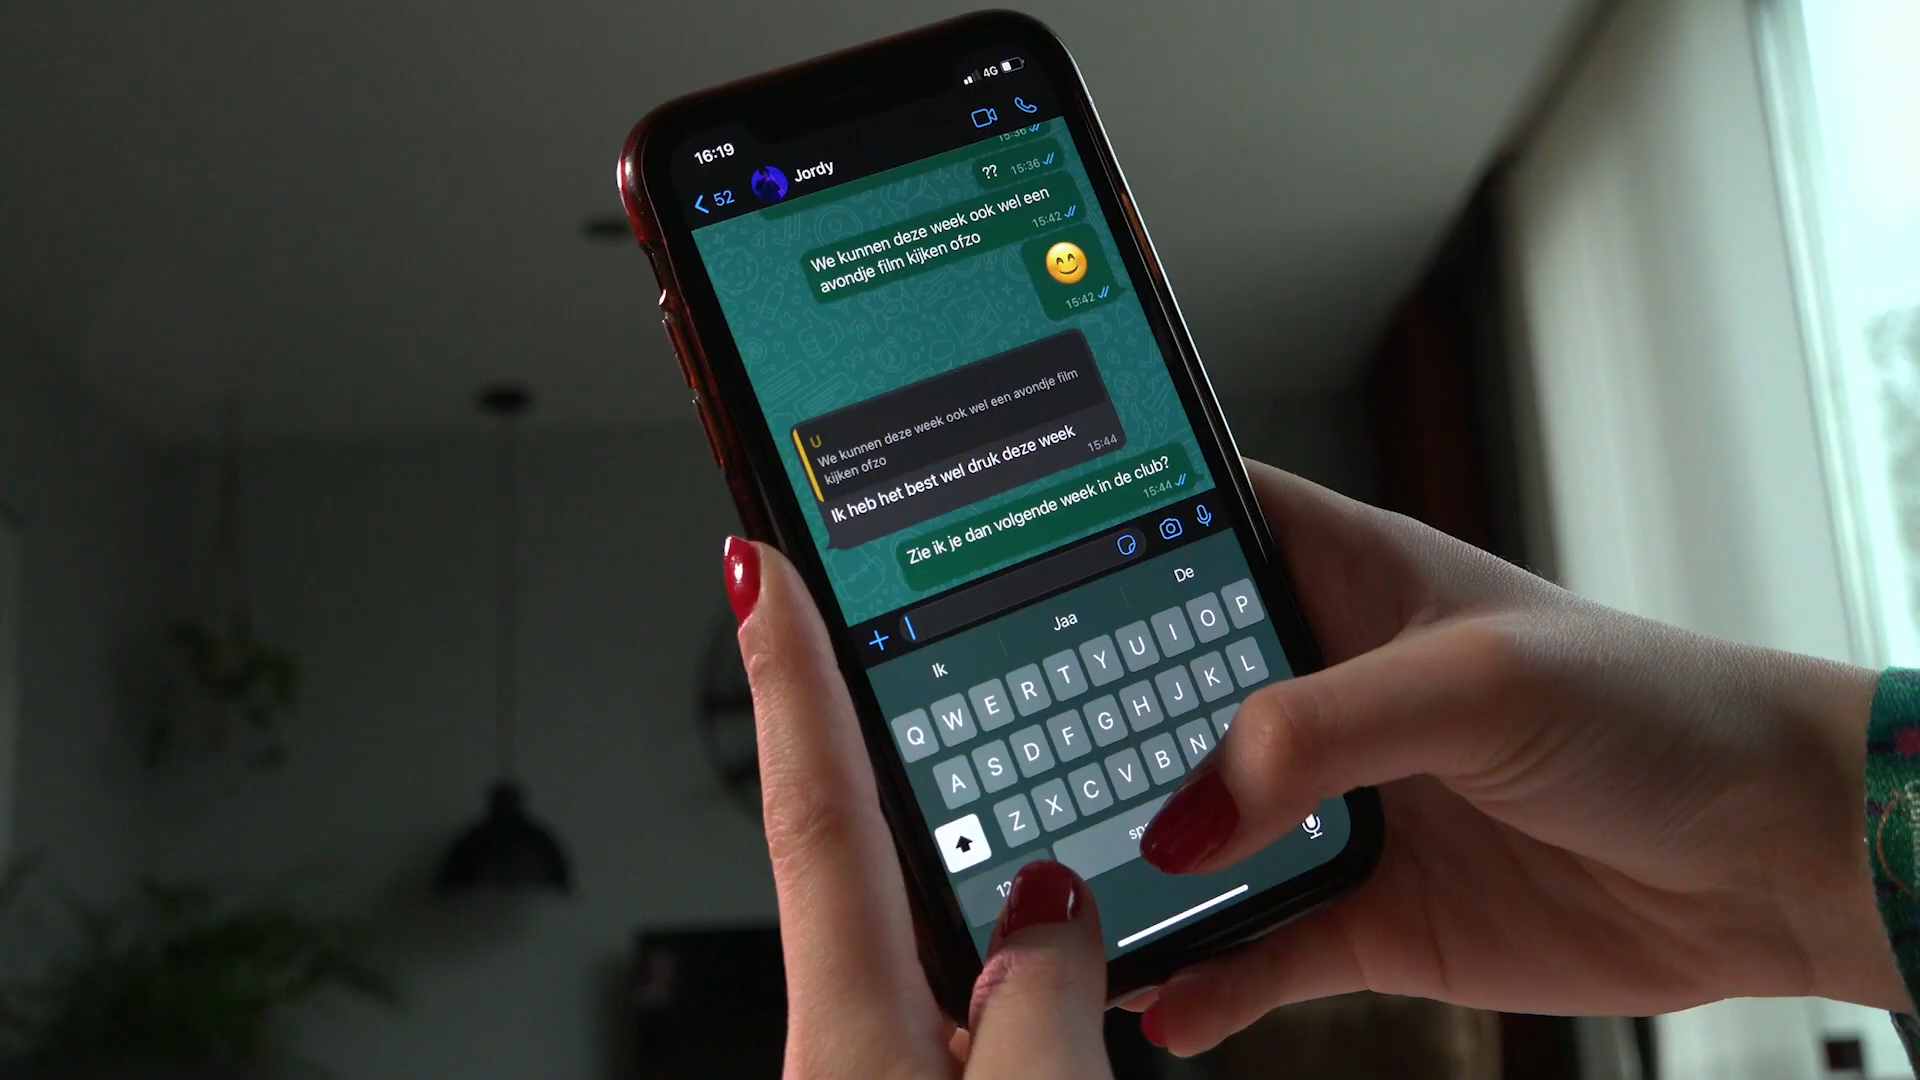 16:19
4G
52
Jordy
15:36
?? 15:36
We kunnen deze week ook wel een
avondje film kijken ofzo
15:42
😊
15:42
U
We kunnen deze week ook wel een avondje film
kijken ofzo
Ik heb het best wel druk deze week
15:44
Zie ik je dan volgende week in de club?
15:44
Ik Jaa De
Q W E R T Y U I O P
A S D F G H J K L
Z X C V B N